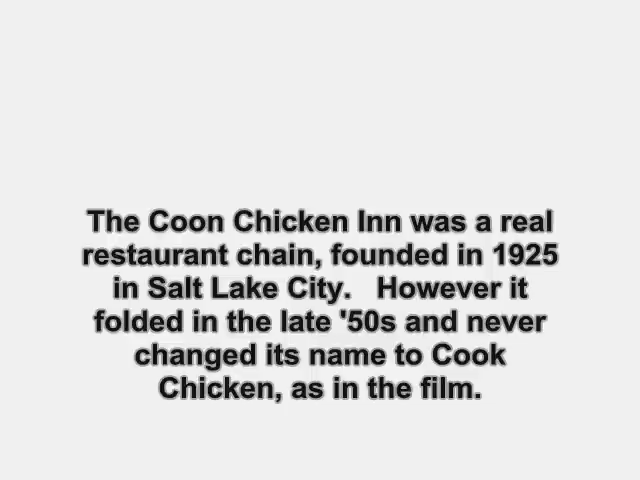 The Coon Chicken Inn was a real
restaurant chain, founded in 1925
in Salt Lake City.   However it
folded in the late '50s and never
changed its name to Cook
Chicken, as in the film.